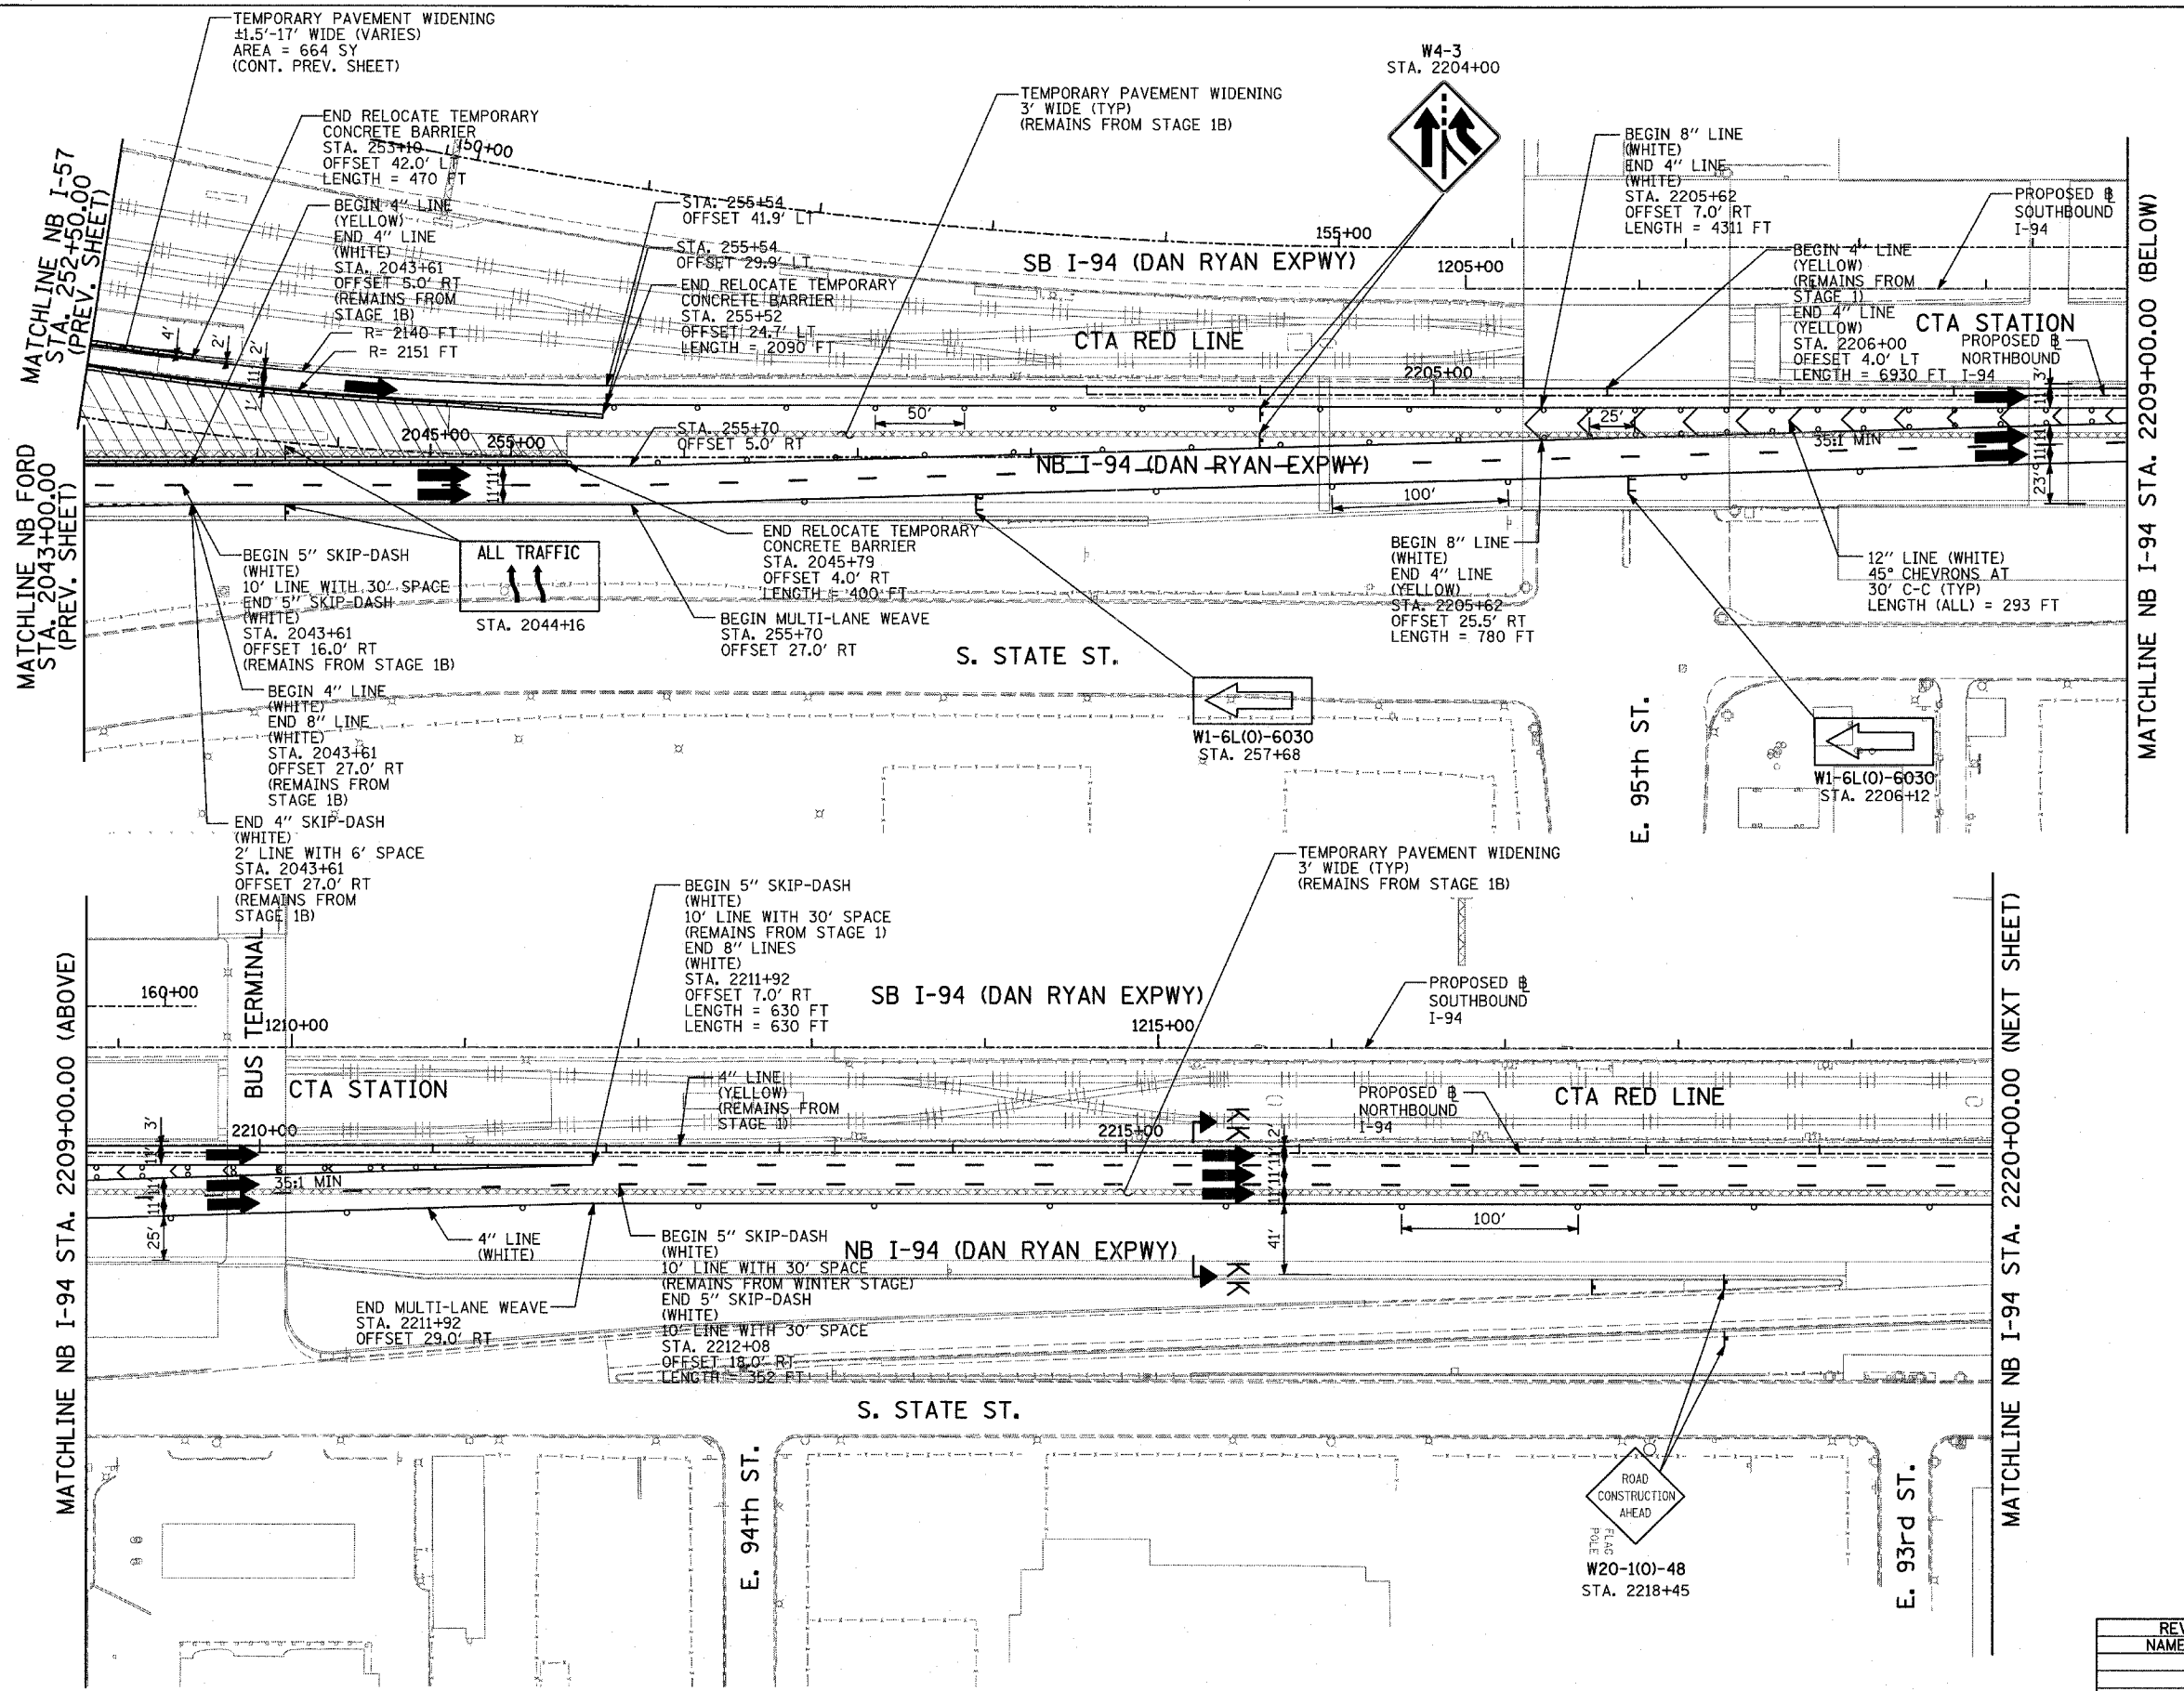 TEMPORARY PAVEMENT WIDENING
±1.5'-17' WIDE (VARIES)
AREA = 664 SY
(CONT. PREV. SHEET)
END RELOCATE TEMPORARY
CONCRETE BARRIER
STA. 253+10
OFFSET 42.0' LT
LENGTH = 470 FT
150+00
BEGIN 4" LINE
(YELLOW)
END 4" LINE
(WHITE)
STA. 2043+61
OFFSET 5.0' RT
(REMAINS FROM
STAGE 1B)
R= 2140 FT
R= 2151 FT
MATCHLINE NB I-57
STA. 252+50.00
(PREV. SHEET)
MATCHLINE NB FORD
STA. 2043+00.00
(PREV. SHEET)
4'
2'
2'
11'
1'
STA. 255+54
OFFSET 41.9' LT
STA. 255+54
OFFSET 29.9' LT
END RELOCATE TEMPORARY
CONCRETE BARRIER
STA. 255+52
OFFSET 24.7' LT
LENGTH = 2090 FT
TEMPORARY PAVEMENT WIDENING
3' WIDE (TYP)
(REMAINS FROM STAGE 1B)
W4-3
STA. 2204+00
SB I-94 (DAN RYAN EXPWY)
155+00
1205+00
CTA RED LINE
2205+00
BEGIN 8" LINE
(WHITE)
END 4" LINE
(WHITE)
STA. 2205+62
OFFSET 7.0' RT
LENGTH = 4311 FT
PROPOSED B
SOUTHBOUND
I-94
BEGIN 4" LINE
(YELLOW)
(REMAINS FROM
STAGE 1)
END 4" LINE
(YELLOW)
STA. 2206+00
OFFSET 4.0' LT
LENGTH = 6930 FT
CTA STATION
PROPOSED B
NORTHBOUND
I-94
3'
11'
11'
11'
23'
MATCHLINE NB I-94 STA. 2209+00.00 (BELOW)
2045+00
255+00
50'
STA. 255+70
OFFSET 5.0' RT
25'
35:1 MIN
NB I-94 (DAN RYAN EXPWY)
11'
11'
100'
BEGIN 5" SKIP-DASH
(WHITE)
10' LINE WITH 30' SPACE
END 5" SKIP-DASH
(WHITE)
STA. 2043+61
OFFSET 16.0' RT
(REMAINS FROM STAGE 1B)
ALL TRAFFIC
STA. 2044+16
END RELOCATE TEMPORARY
CONCRETE BARRIER
STA. 2045+79
OFFSET 4.0' RT
LENGTH = 400 FT
BEGIN MULTI-LANE WEAVE
STA. 255+70
OFFSET 27.0' RT
BEGIN 8" LINE
(WHITE)
END 4" LINE
(YELLOW)
STA. 2205+62
OFFSET 25.5' RT
LENGTH = 780 FT
12" LINE (WHITE)
45° CHEVRONS AT
30' C-C (TYP)
LENGTH (ALL) = 293 FT
S. STATE ST.
W1-6L(O)-6030
STA. 257+68
E. 95th ST.
W1-6L(O)-6030
STA. 2206+12
BEGIN 4" LINE
(WHITE)
END 8" LINE
(WHITE)
STA. 2043+61
OFFSET 27.0' RT
(REMAINS FROM
STAGE 1B)
END 4" SKIP-DASH
(WHITE)
2' LINE WITH 6' SPACE
STA. 2043+61
OFFSET 27.0' RT
(REMAINS FROM
STAGE 1B)
MATCHLINE NB I-94 STA. 2209+00.00 (ABOVE)
160+00
BUS TERMINAL
1210+00
BEGIN 5" SKIP-DASH
(WHITE)
10' LINE WITH 30' SPACE
(REMAINS FROM STAGE 1)
END 8" LINES
(WHITE)
STA. 2211+92
OFFSET 7.0' RT
LENGTH = 630 FT
LENGTH = 630 FT
TEMPORARY PAVEMENT WIDENING
3' WIDE (TYP)
(REMAINS FROM STAGE 1B)
SB I-94 (DAN RYAN EXPWY)
1215+00
PROPOSED B
SOUTHBOUND
I-94
CTA STATION
4" LINE
(YELLOW)
(REMAINS FROM
STAGE 1)
PROPOSED B
NORTHBOUND
I-94
CTA RED LINE
3'
11'
2210+00
2215+00
KK
2'
11'
11'
11'
35:1 MIN
11'
11'
25'
4" LINE
(WHITE)
BEGIN 5" SKIP-DASH
(WHITE)
10' LINE WITH 30' SPACE
(REMAINS FROM WINTER STAGE)
END 5" SKIP-DASH
(WHITE)
10' LINE WITH 30' SPACE
STA. 2212+08
OFFSET 18.0' RT
LENGTH = 352 FT
NB I-94 (DAN RYAN EXPWY)
KK
41'
100'
END MULTI-LANE WEAVE
STA. 2211+92
OFFSET 29.0' RT
MATCHLINE NB I-94 STA. 2220+00.00 (NEXT SHEET)
S. STATE ST.
E. 94th ST.
ROAD
CONSTRUCTION
AHEAD
FLAG
POLE
W20-1(O)-48
STA. 2218+45
E. 93rd ST.